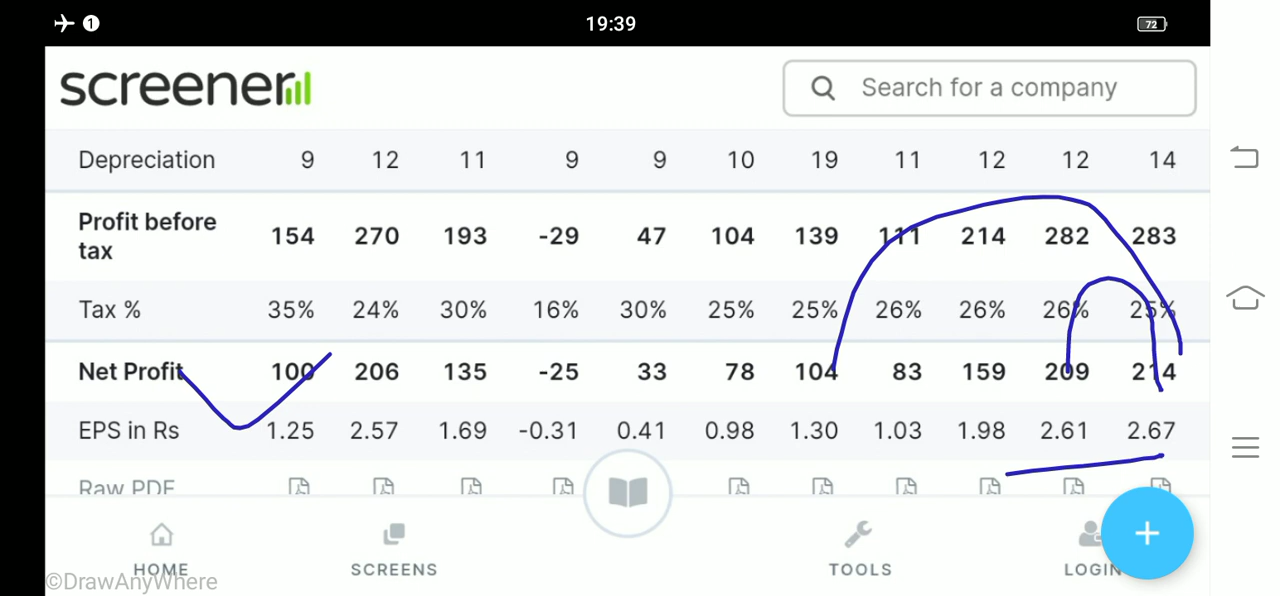 1 19:39 72
screener Search for a company
Depreciation 9 12 11 9 9 10 19 11 12 12 14
Profit before
tax 154 270 193 -29 47 104 139 111 214 282 283
Tax % 35% 24% 30% 16% 30% 25% 25% 26% 26% 26% 25%
Net Profit 100 206 135 -25 33 78 104 83 159 209 214
EPS in Rs 1.25 2.57 1.69 -0.31 0.41 0.98 1.30 1.03 1.98 2.61 2.67
Raw PDF
HOME SCREENS TOOLS LOGIN
©DrawAnyWhere